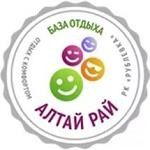 БАЗА ОТДЫХА
ОТДЫХ С КОМФОРТОМ
РК "РУБЛЕВКА"
АЛТАЙ РАЙ